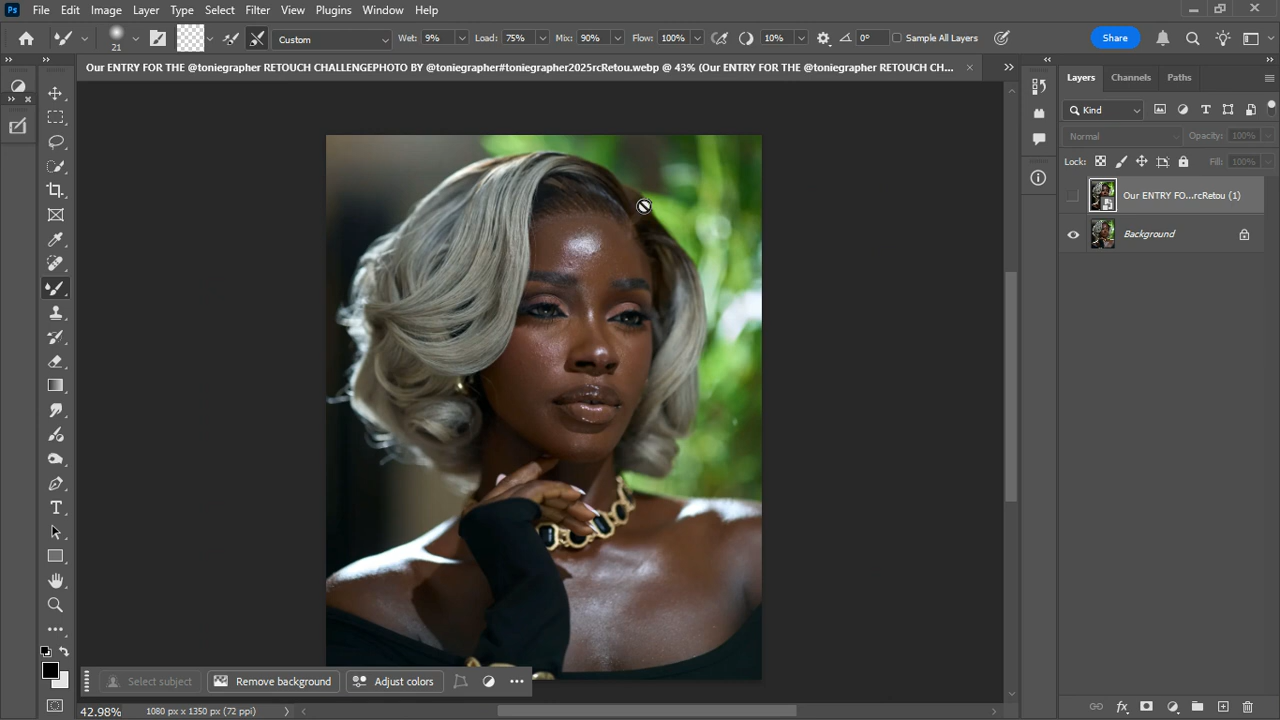 Ps File Edit Image Layer Type Select Filter View Plugins Window Help
21 Custom Wet: 9% Load: 75% Mix: 90% Flow: 100% 10% 0° Sample All Layers Share
Our ENTRY FOR THE @toniegrapher RETOUCH CHALLENGEPHOTO BY @toniegrapher#toniegrapher2025rcRetou.webp @ 43% (Our ENTRY FOR THE @toniegrapher RETOUCH CH...
Layers Channels Paths
Kind
Normal Opacity: 100%
Lock: Fill: 100%
Our ENTRY FO...rcRetou (1)
Background
Select subject Remove background Adjust colors
42.98% 1080 px x 1350 px (72 ppi)